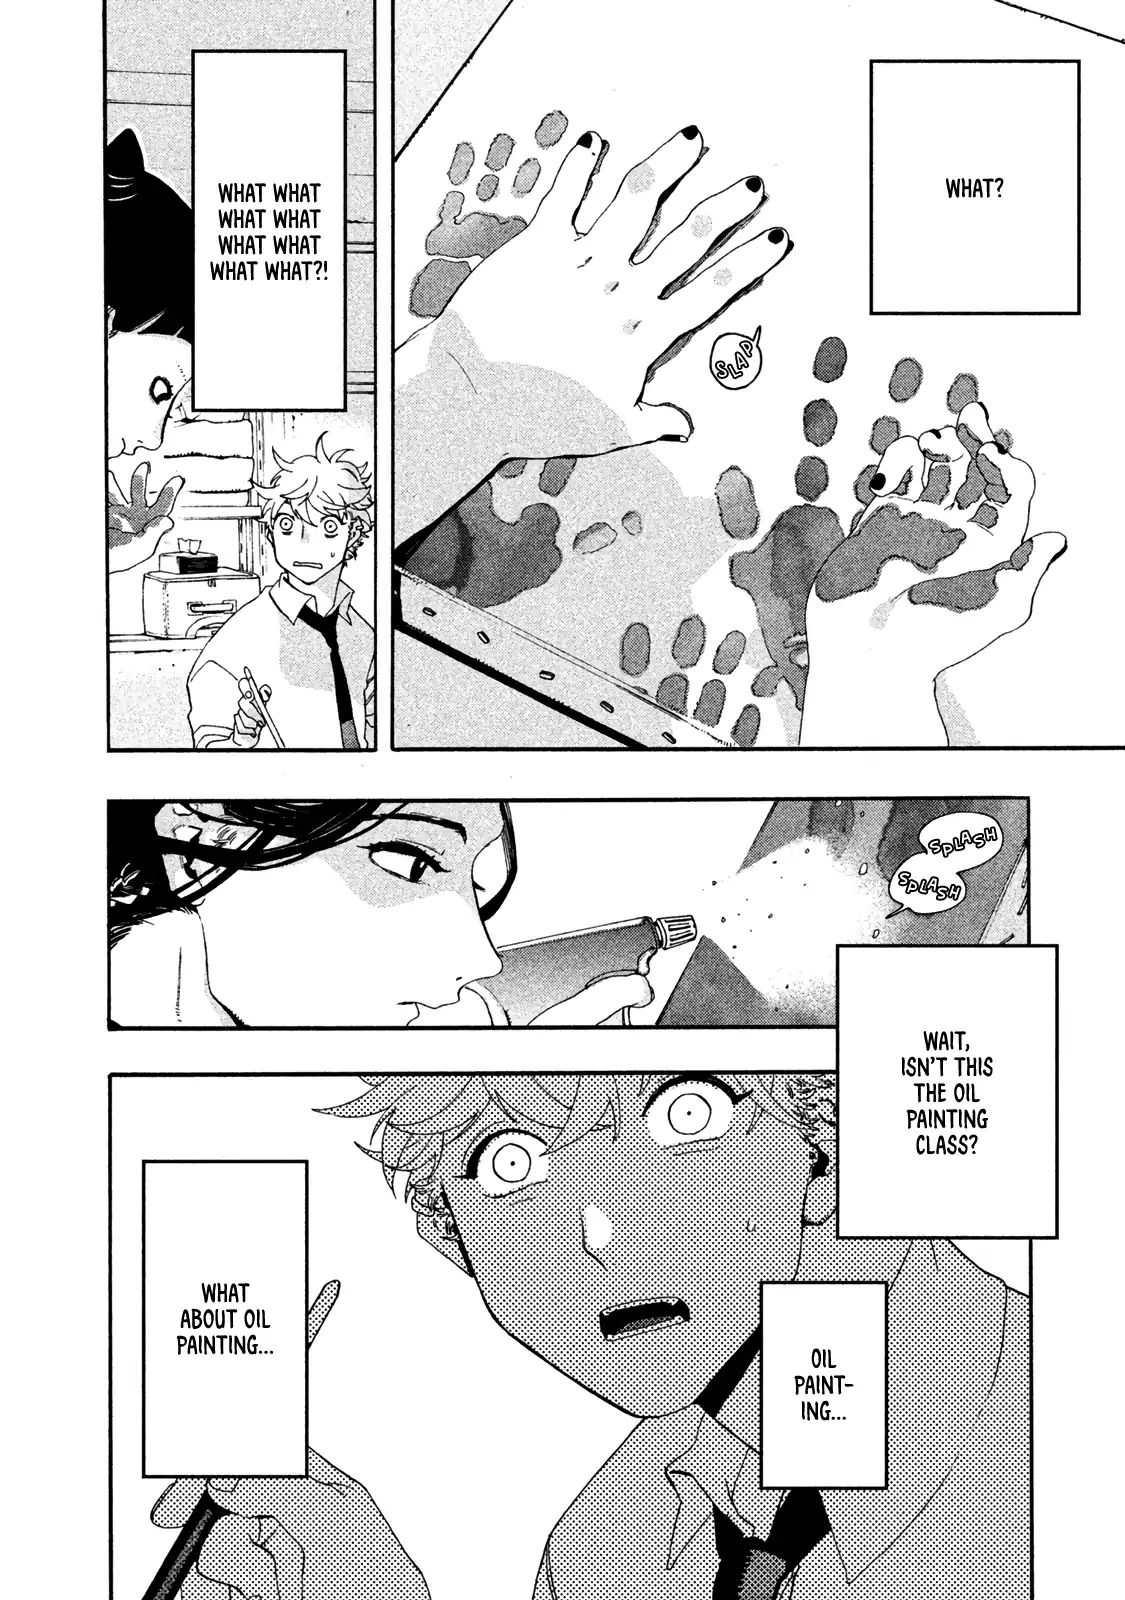 WHAT?
SLAP
WHAT WHAT
WHAT WHAT
WHAT WHAT
WHAT WHAT?!
SPLASH
SPLASH
WAIT,
ISN'T THIS
THE OIL
PAINTING
CLASS?
OIL
PAINT-
ING...
WHAT
ABOUT OIL
PAINTING...